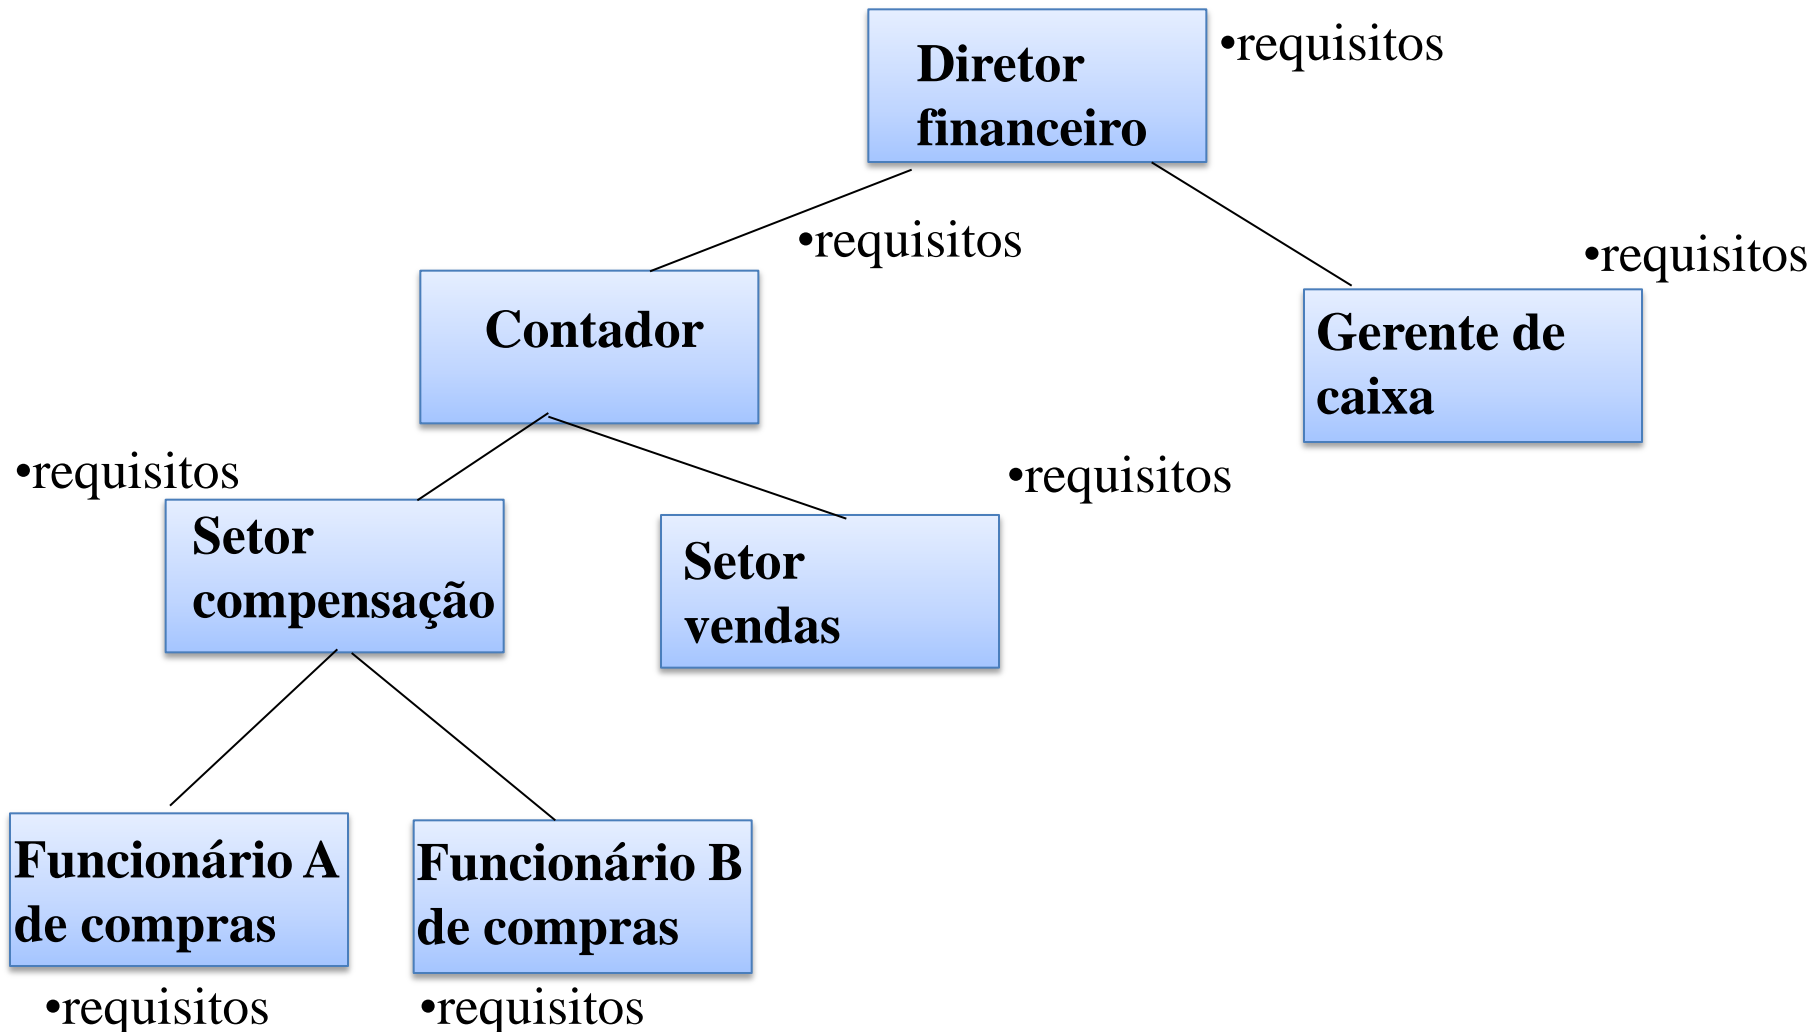 Diretor
financeiro
•requisitos
•requisitos
Contador
•requisitos
Gerente de
caixa
•requisitos
Setor
compensação
•requisitos
Setor
vendas
Funcionário A
de compras
•requisitos
Funcionário B
de compras
•requisitos